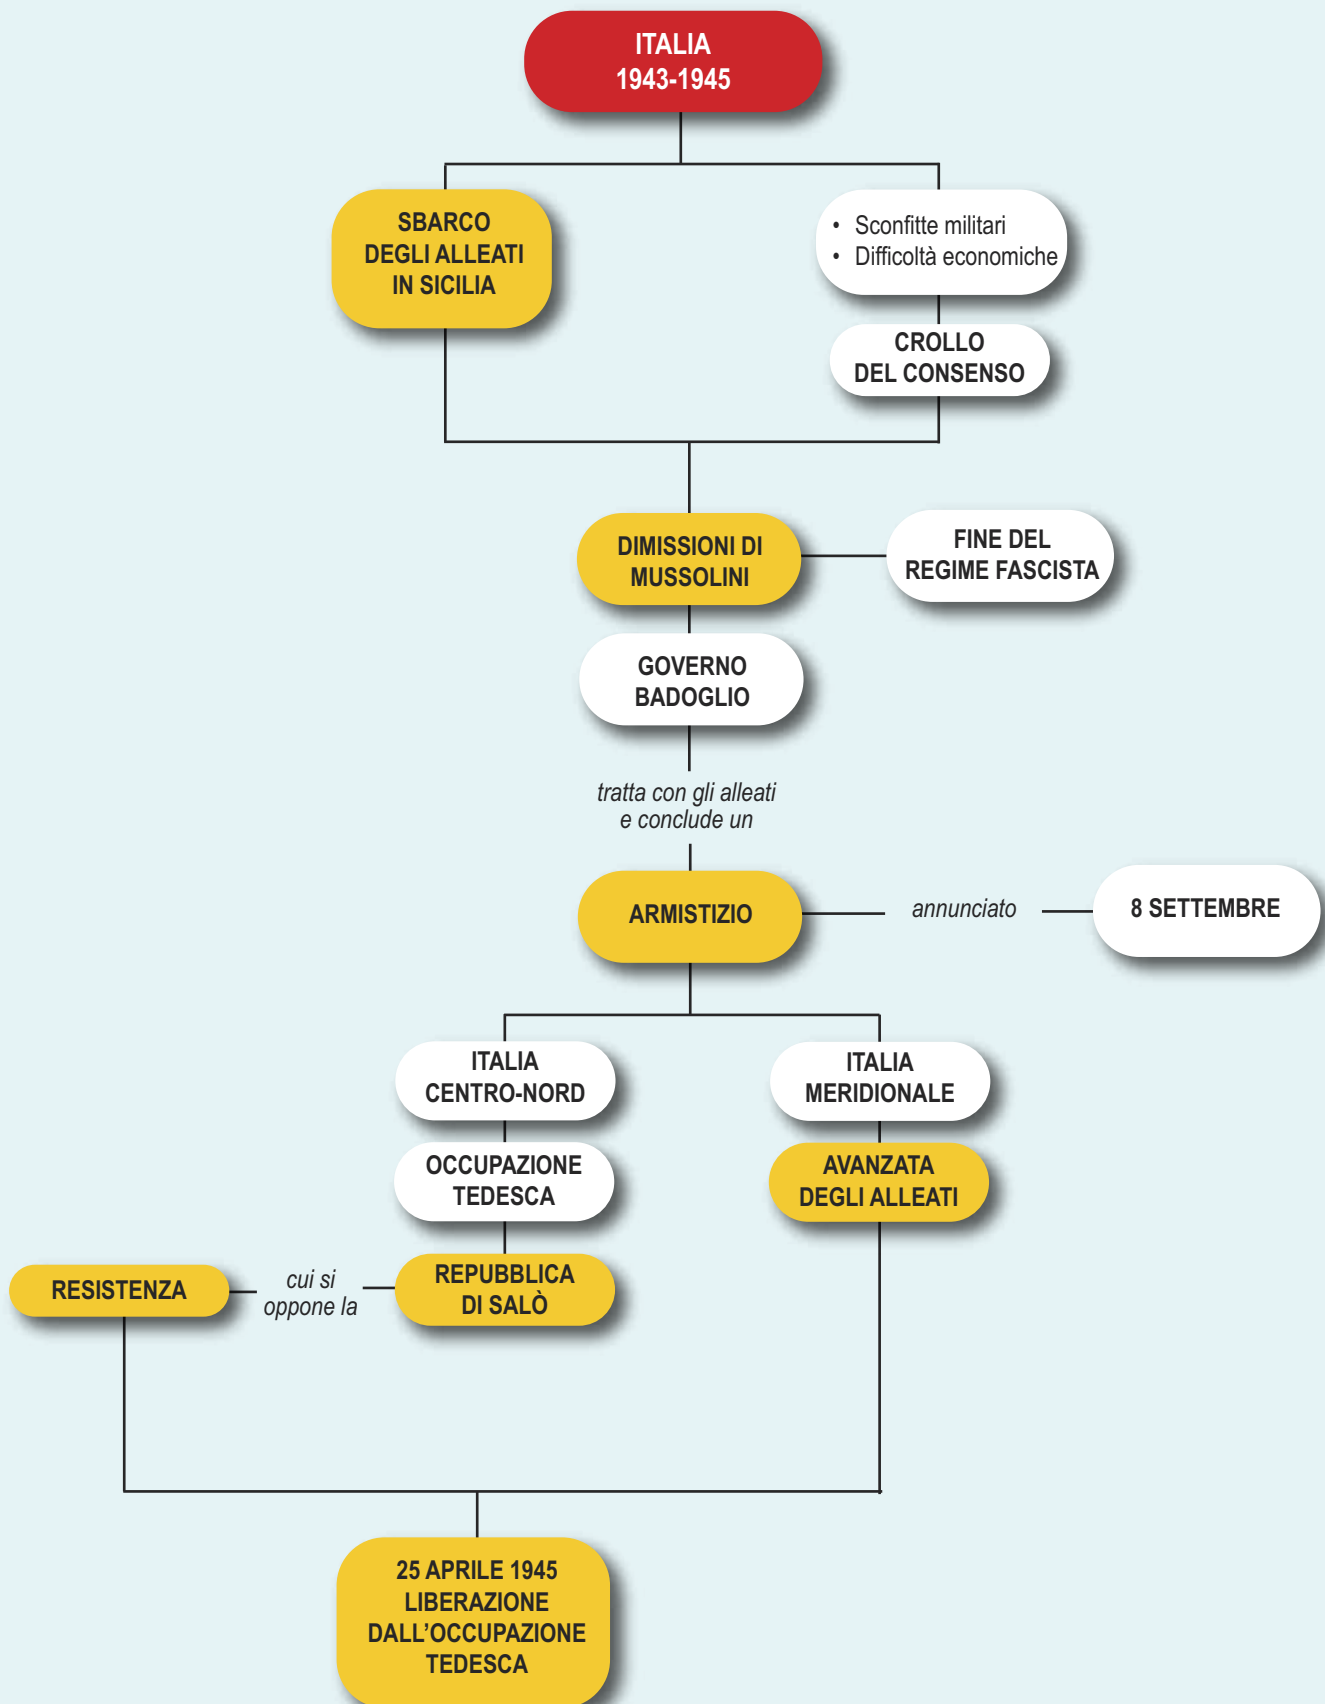 ITALIA
1943-1945
SBARCO
DEGLI ALLEATI
IN SICILIA
• Sconfitte militari
• Difficoltà economiche
CROLLO
DEL CONSENSO
DIMISSIONI DI
MUSSOLINI
FINE DEL
REGIME FASCISTA
GOVERNO
BADOGLIO
tratta con gli alleati
e conclude un
ARMISTIZIO
annunciato
8 SETTEMBRE
ITALIA
CENTRO-NORD
ITALIA
MERIDIONALE
OCCUPAZIONE
TEDESCA
AVANZATA
DEGLI ALLEATI
RESISTENZA
cui si
oppone la
REPUBBLICA
DI SALÒ
25 APRILE 1945
LIBERAZIONE
DALL’OCCUPAZIONE
TEDESCA